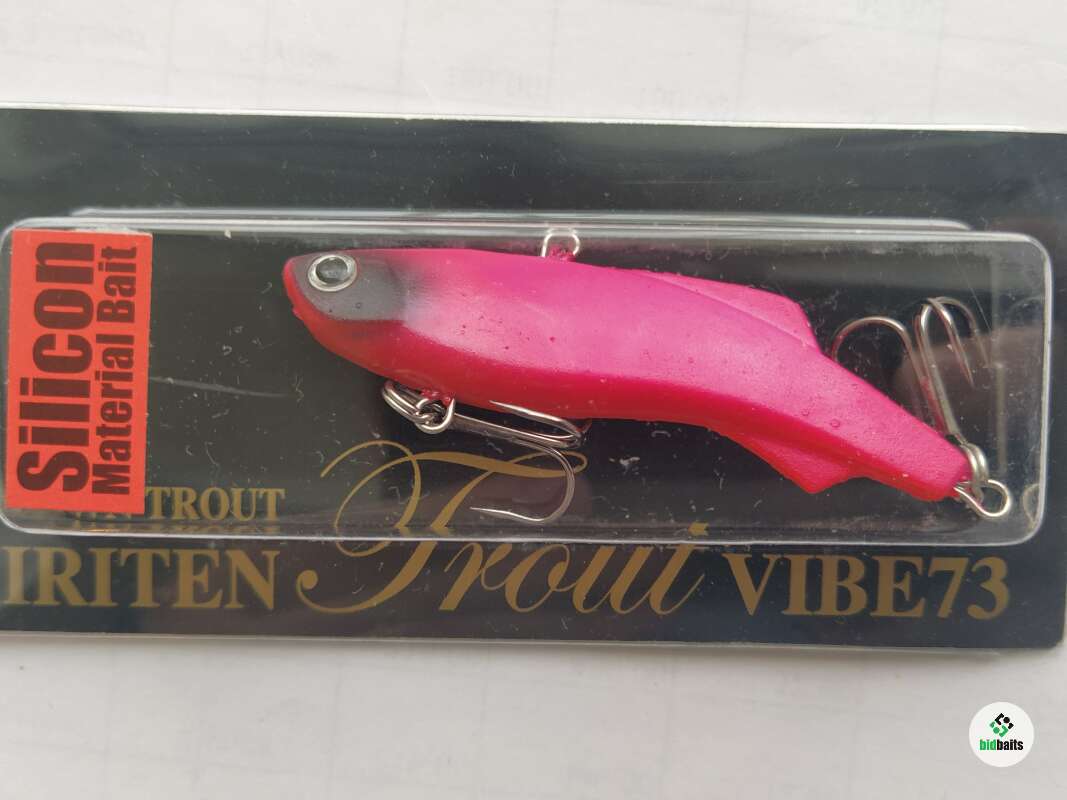 Silicon
Material Bait
TROUT
IRITEN Trout VIBE73
bidbaits